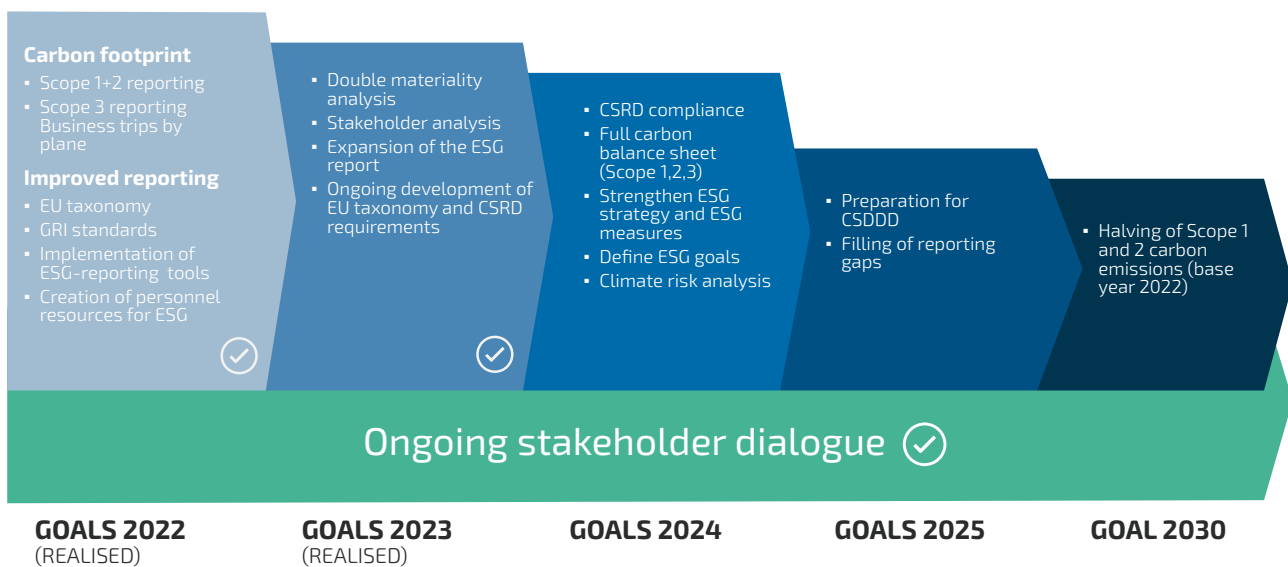 Carbon footprint
▪ Scope 1+2 reporting
▪ Scope 3 reporting
Business trips by
plane
Improved reporting
▪ EU taxonomy
▪ GRI standards
▪ Implementation of
ESG-reporting tools
▪ Creation of personnel
resources for ESG
▪ Double materiality
analysis
▪ Stakeholder analysis
▪ Expansion of the ESG
report
▪ Ongoing development of
EU taxonomy and CSRD
requirements
▪ CSRD compliance
▪ Full carbon
balance sheet
(Scope 1,2,3)
▪ Strengthen ESG
strategy and ESG
measures
▪ Define ESG goals
▪ Climate risk analysis
▪ Preparation for
CSDDD
▪ Filling of reporting
gaps
▪ Halving of Scope 1
and 2 carbon
emissions (base
year 2022)
Ongoing stakeholder dialogue
GOALS 2022
(REALISED)
GOALS 2023
(REALISED)
GOALS 2024
GOALS 2025
GOAL 2030